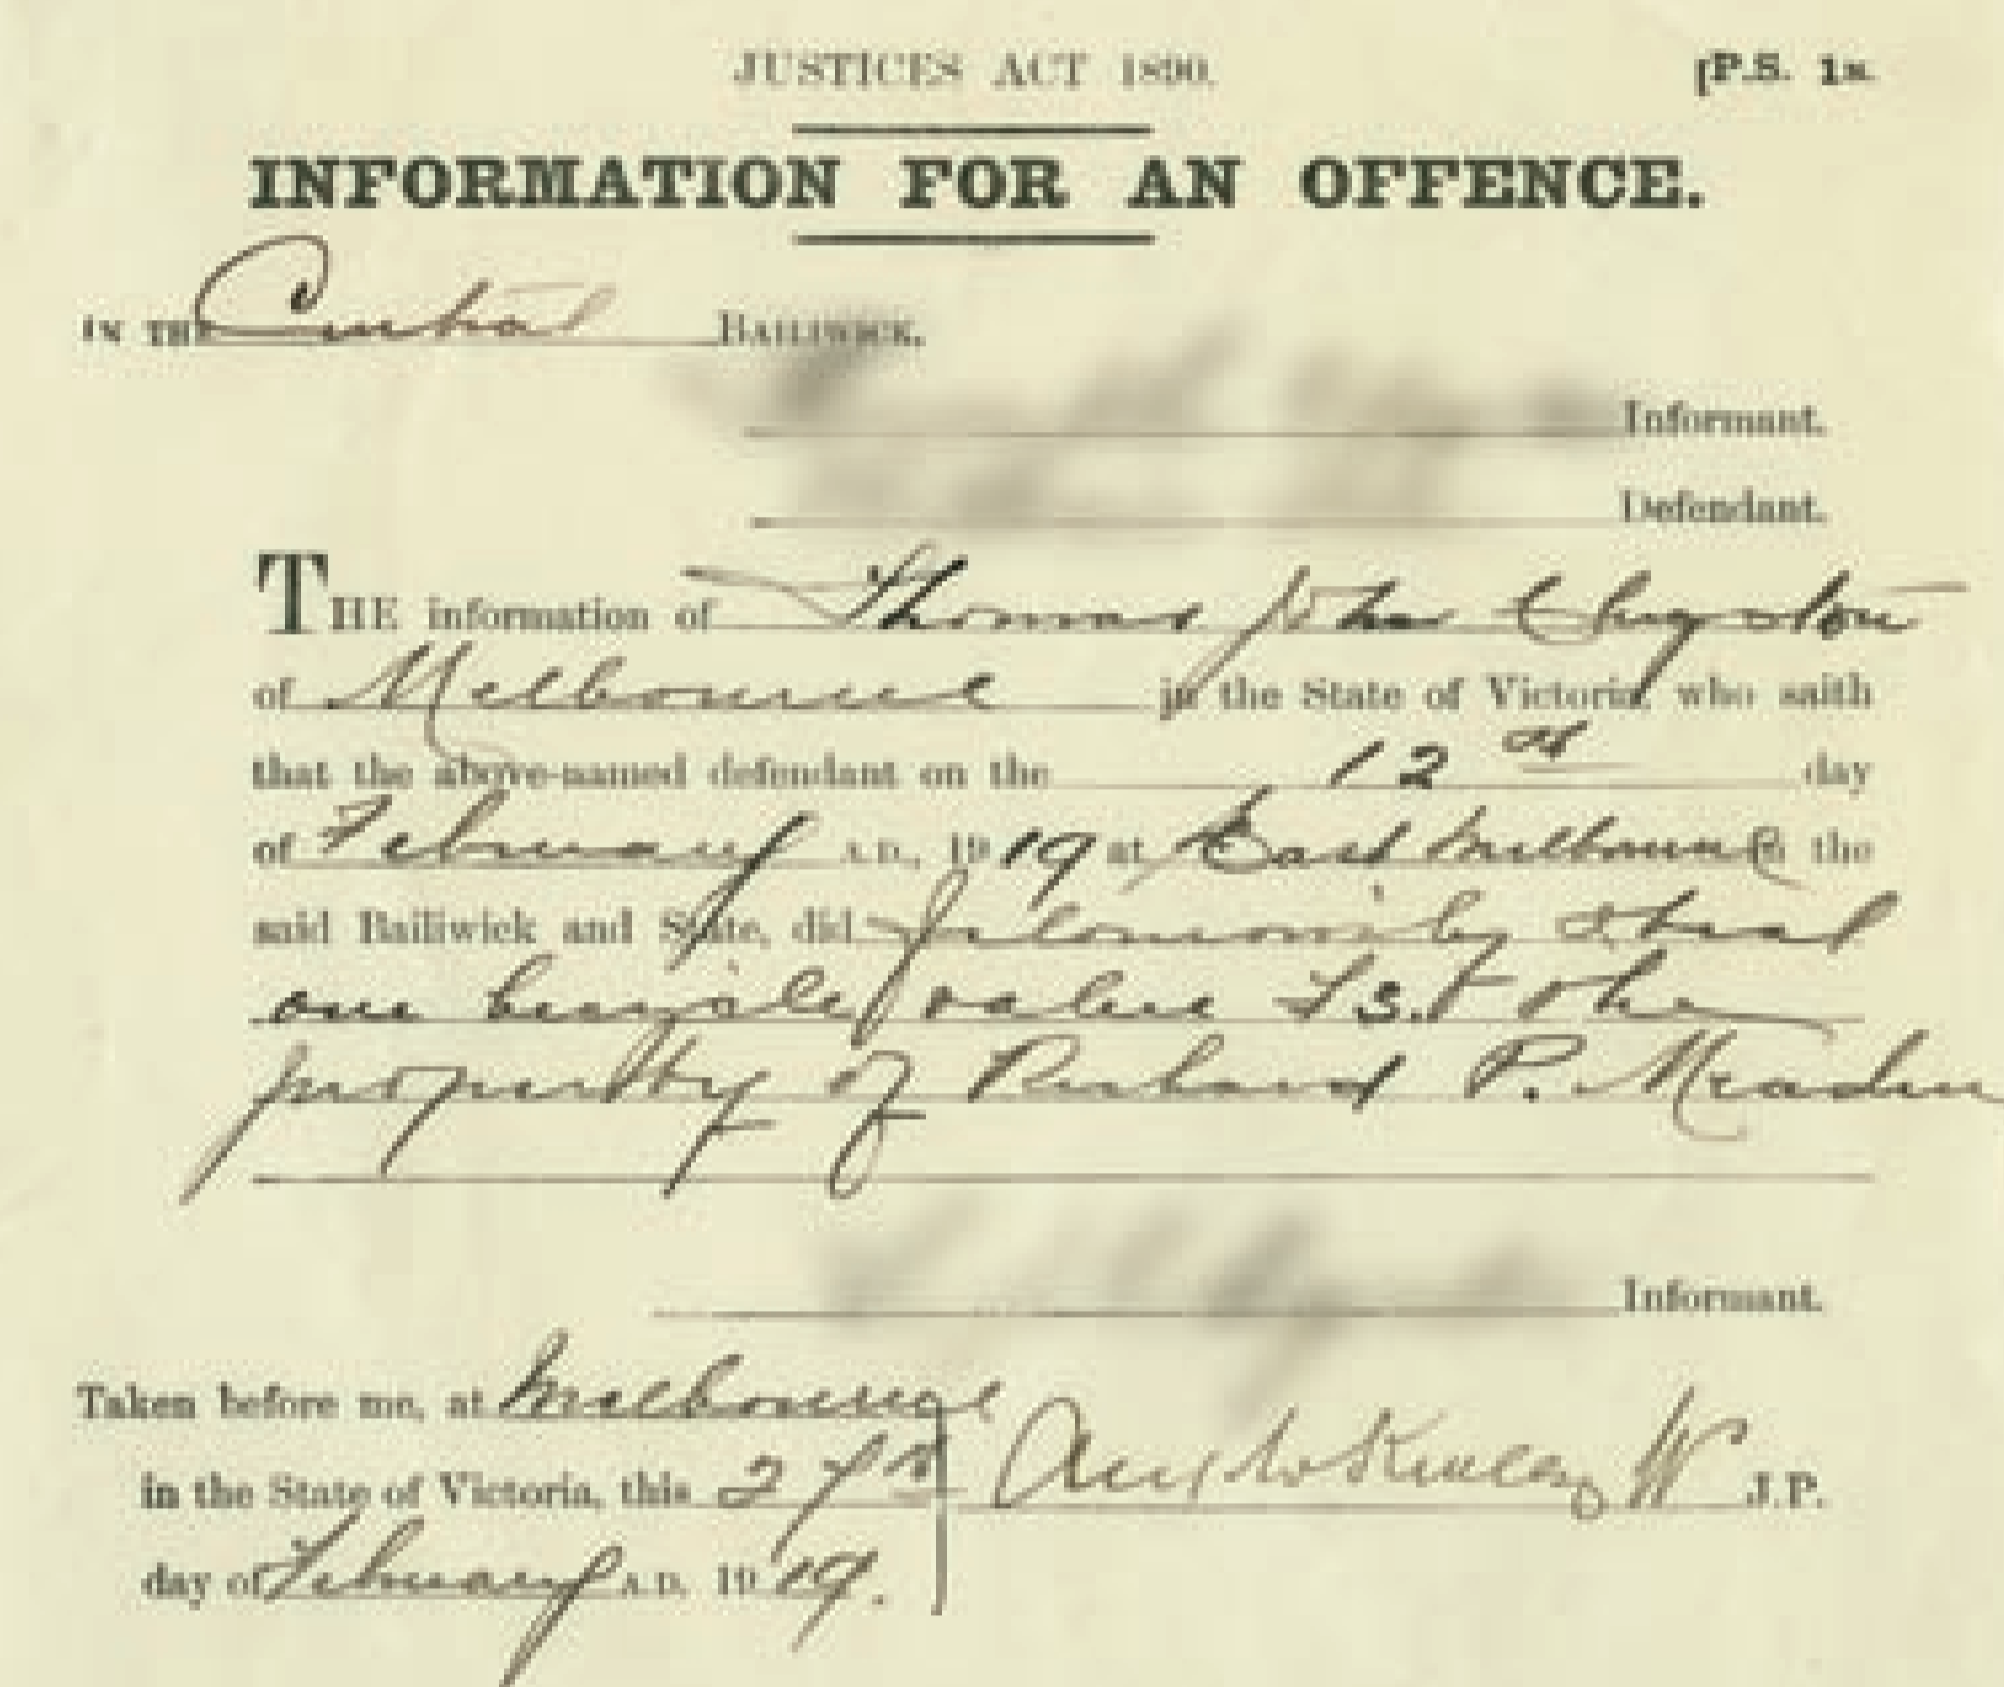 JUSTICES ACT 1890.
[P.S. 18.
INFORMATION FOR AN OFFENCE.
IN THE Central BAILIWICK.
Informant.
Defendant.
THE information of Thomas John Clugston
of Melbourne in the State of Victoria, who saith
that the above-named defendant on the 12th day
of February A.D., 1919 at East Melbourne in the
said Bailiwick and State, did feloniously steal
one bicycle value £3. the
property of Richard P. Meaden
Informant.
Taken before me, at Melbourne
in the State of Victoria, this 27th J.P.
day of February A.D. 1919.